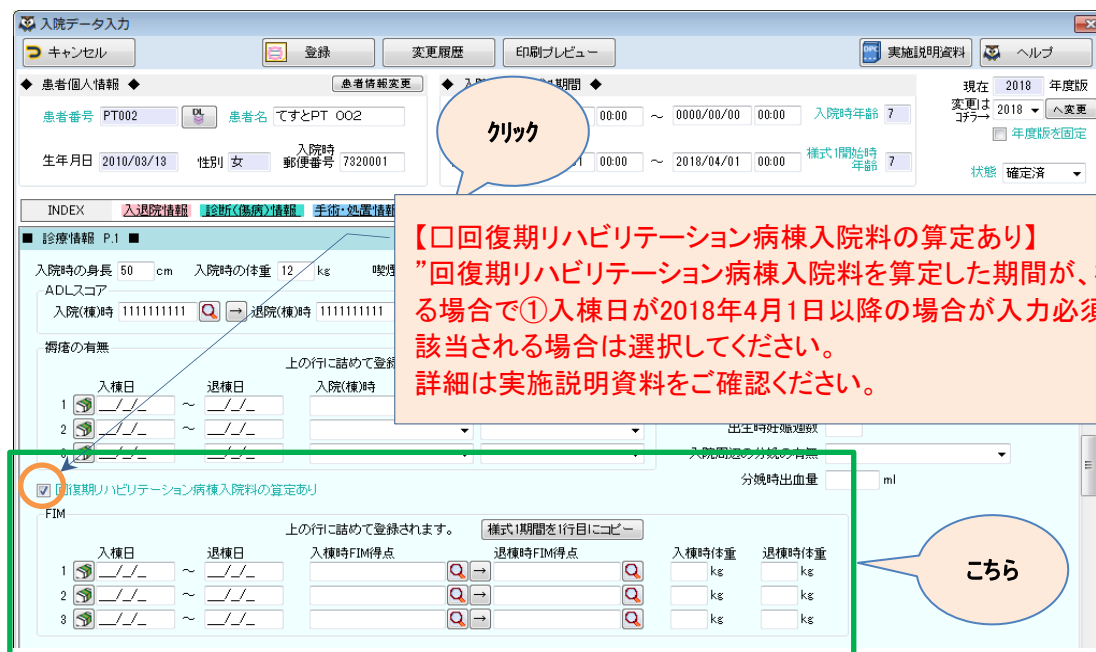 入院データ入力
キャンセル 登録 変更履歴 印刷プレビュー 実施説明資料 ヘルプ
◆ 患者個人情報 ◆ 患者情報変更 ◆ 期間 ◆ 現在 2018 年度版
患者番号 PT002 患者名 てすとPT 002 00:00 ～ 0000/00/00 00:00 入院時年齢 7 変更は コチラ→ 2018 へ変更
年度版を固定
生年月日 2010/03/13 性別 女 入院時郵便番号 7320001 00:00 ～ 2018/04/01 00:00 様式1開始時年齢 7 状態 確定済
クリック
INDEX 入退院情報 診断(傷病)情報 手術・処置情報
■ 診療情報 P.1 ■
入院時の身長 50 cm 入院時の体重 12 kg 喫煙
ADLスコア
入院(棟)時 1111111111 → 退院(棟)時 1111111111
【□回復期リハビリテーション病棟入院料の算定あり】
”回復期リハビリテーション病棟入院料を算定した期間が、
る場合で①入棟日が2018年4月1日以降の場合が入力必須
該当される場合は選択してください。
詳細は実施説明資料をご確認ください。
褥瘡の有無
上の行に詰めて登録
入棟日 退棟日 入院(棟)時
1 __/_/_ ～ __/_/_
2 __/_/_ ～ __/_/_ 出生時妊娠週数
3 __/_/_ ～ __/_/_ 入院周辺の分娩の有無
分娩時出血量 ml
回復期リハビリテーション病棟入院料の算定あり
FIM
上の行に詰めて登録されます。 様式1期間を1行目にコピー
入棟日 退棟日 入棟時FIM得点 退棟時FIM得点 入棟時体重 退棟時体重
1 __/_/_ ～ __/_/_ → kg kg
2 __/_/_ ～ __/_/_ → kg kg
3 __/_/_ ～ __/_/_ → kg kg
こちら